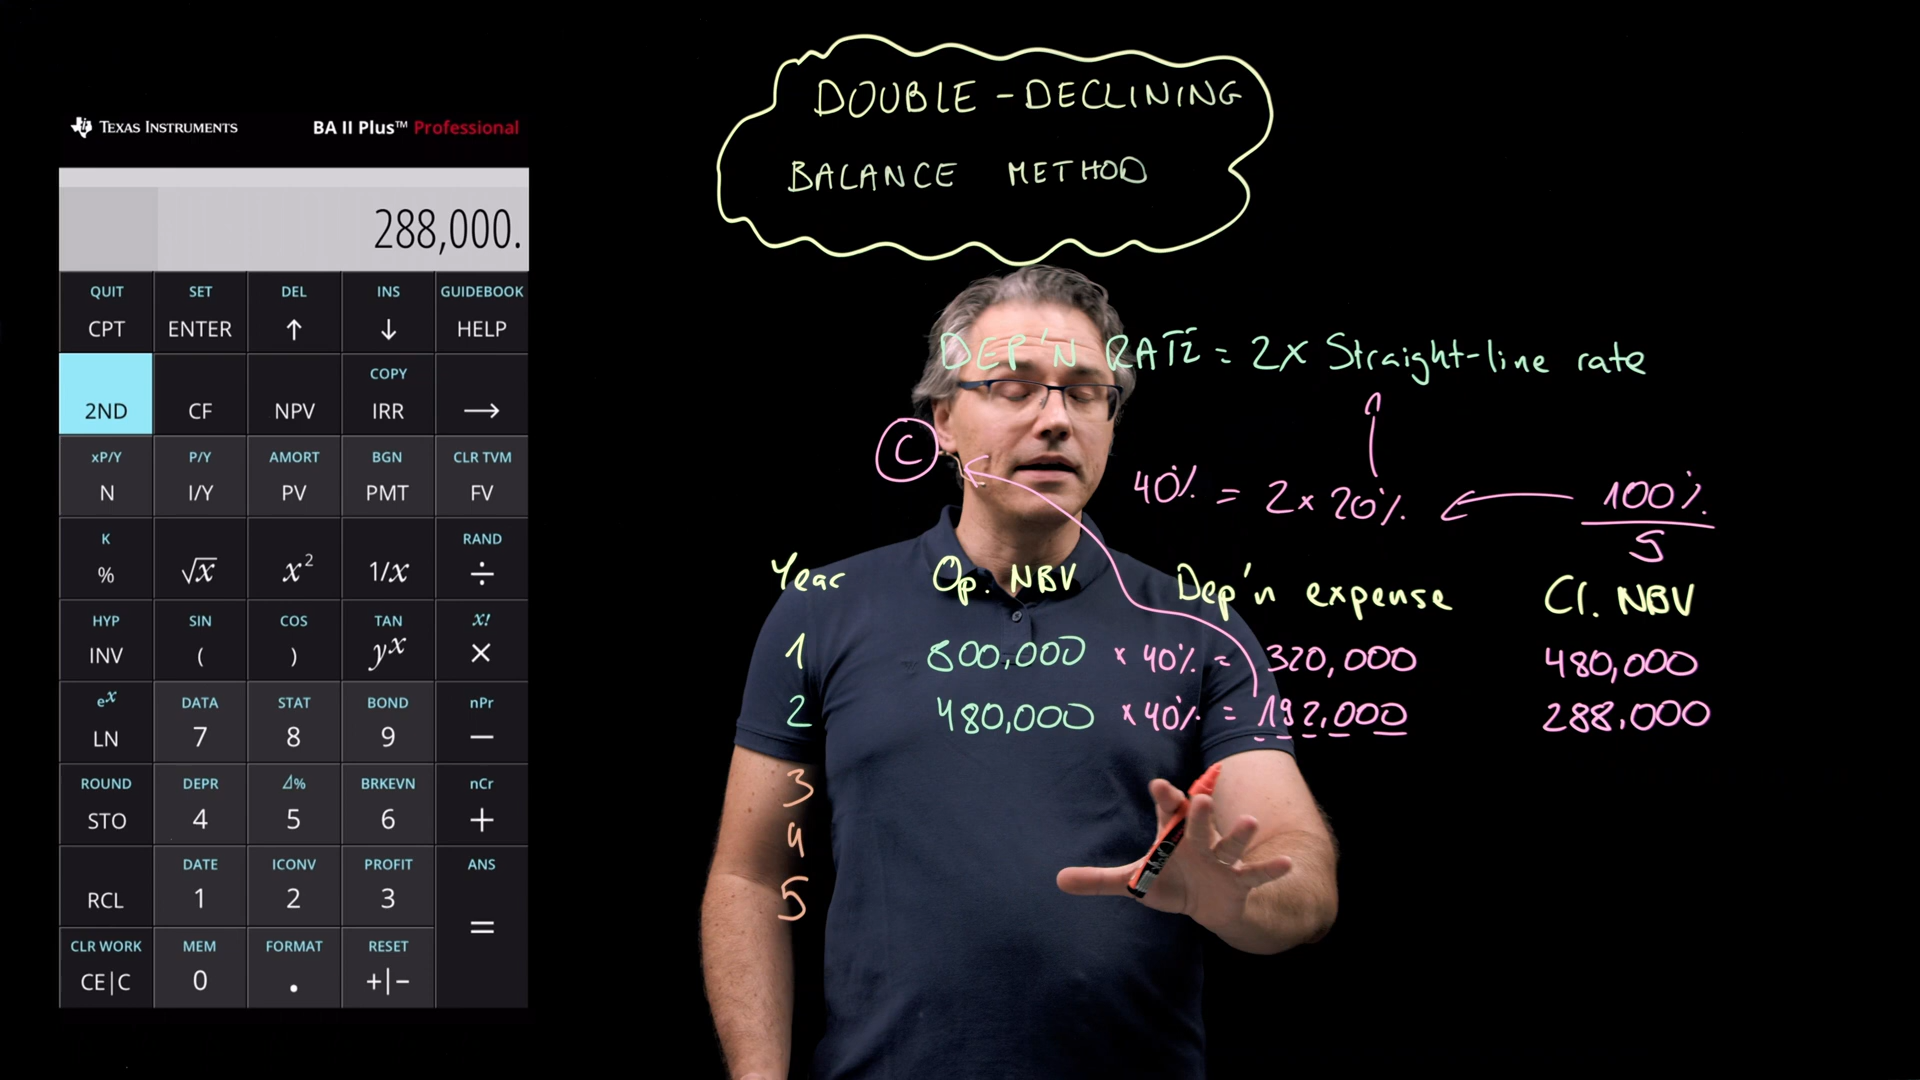 TEXAS INSTRUMENTS BA II Plus™ Professional
288,000.
QUIT SET DEL INS GUIDEBOOK
CPT ENTER ↑ ↓ HELP
COPY
2ND CF NPV IRR →
xP/Y P/Y AMORT BGN CLR TVM
N I/Y PV PMT FV
K RAND
% √x x² 1/x ÷
HYP SIN COS TAN x!
INV ( ) yˣ ×
eˣ DATA STAT BOND nPr
LN 7 8 9 −
ROUND DEPR Δ% BRKEVN nCr
STO 4 5 6 +
DATE ICONV PROFIT ANS
RCL 1 2 3 =
CLR WORK MEM FORMAT RESET
CE|C 0 . +|−
DOUBLE-DECLINING
BALANCE METHOD
DEP'N RATE = 2x Straight-line rate
C
40% = 2 x 20% ← 100% / 5
Year Op. NBV Dep'n expense Cl. NBV
1 800,000 x 40% = 320,000 480,000
2 480,000 x 40% = 192,000 288,000
3
4
5